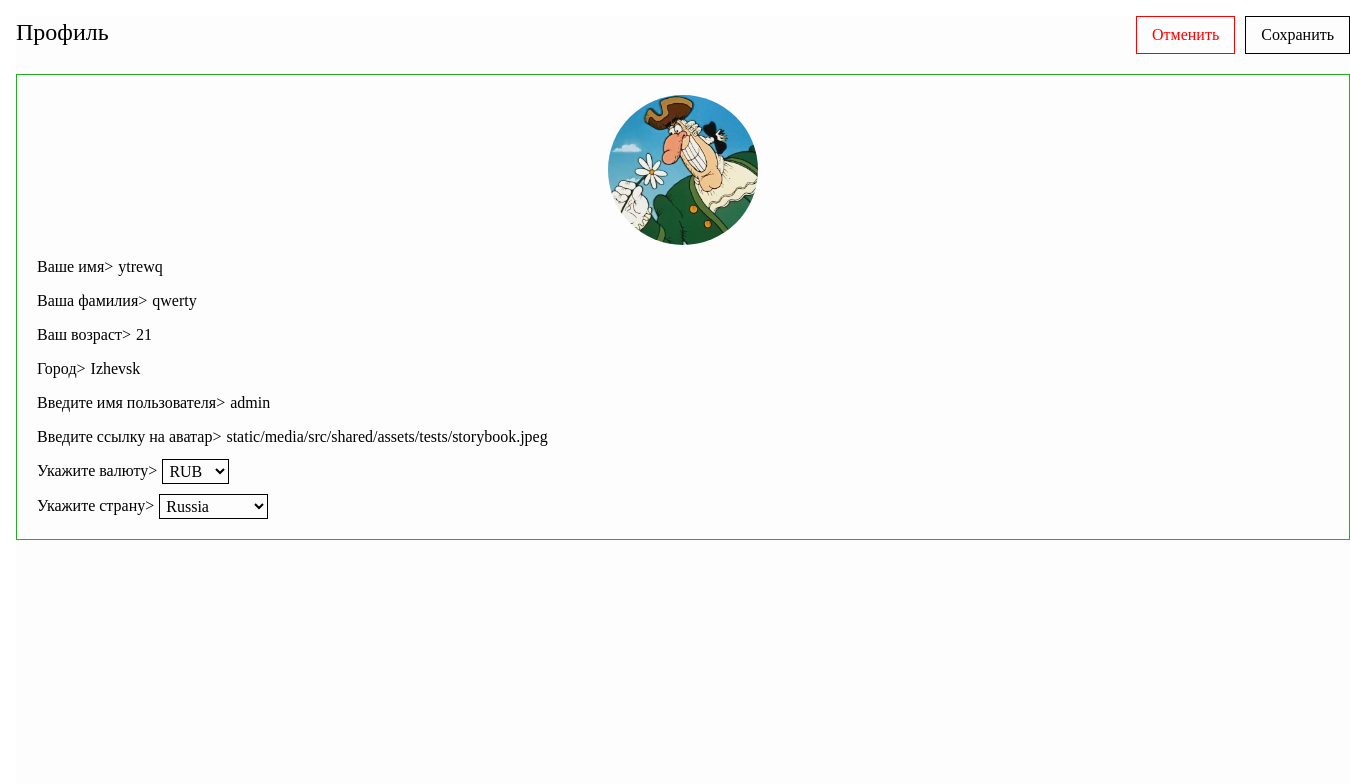 Профиль
Отменить
Сохранить
Ваше имя> ytrewq
Ваша фамилия> qwerty
Ваш возраст> 21
Город> Izhevsk
Введите имя пользователя> admin
Введите ссылку на аватар> static/media/src/shared/assets/tests/storybook.jpeg
Укажите валюту> RUB
Укажите страну> Russia